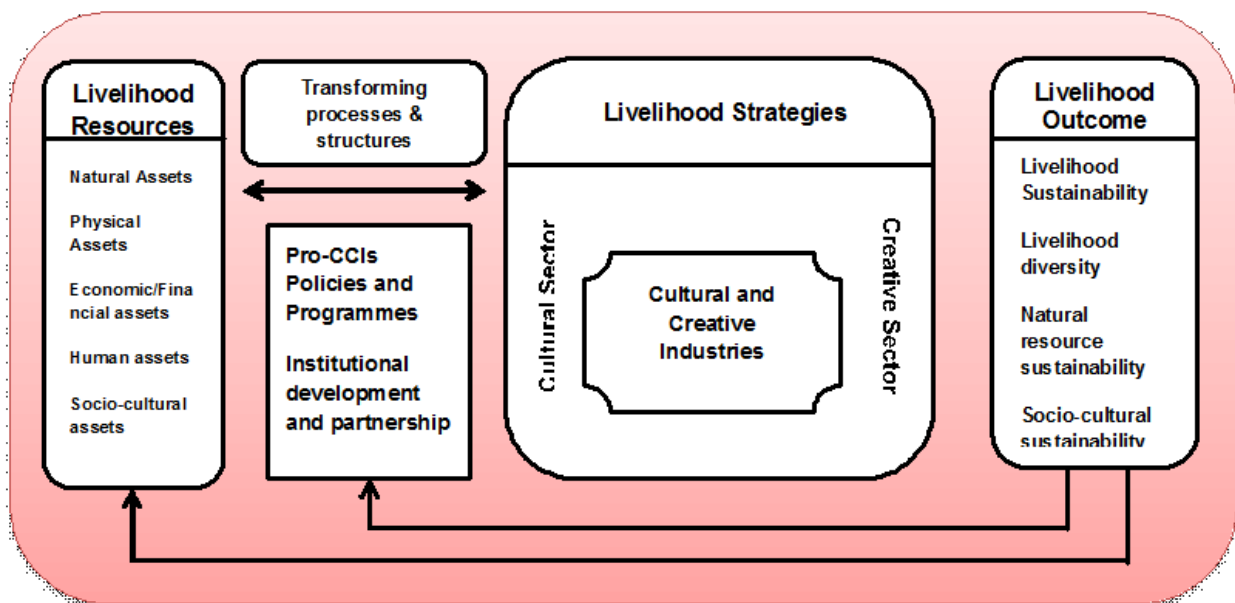 Livelihood
Resources
Natural Assets
Physical
Assets
Economic/Fina
ncial assets
Human assets
Socio-cultural
assets
Transforming
processes &
structures
Pro-CCIs
Policies and
Programmes
Institutional
development
and partnership
Livelihood Strategies
Cultural Sector
Cultural and
Creative
Industries
Creative Sector
Livelihood
Outcome
Livelihood
Sustainability
Livelihood
diversity
Natural
resource
sustainability
Socio-cultural
sustainability